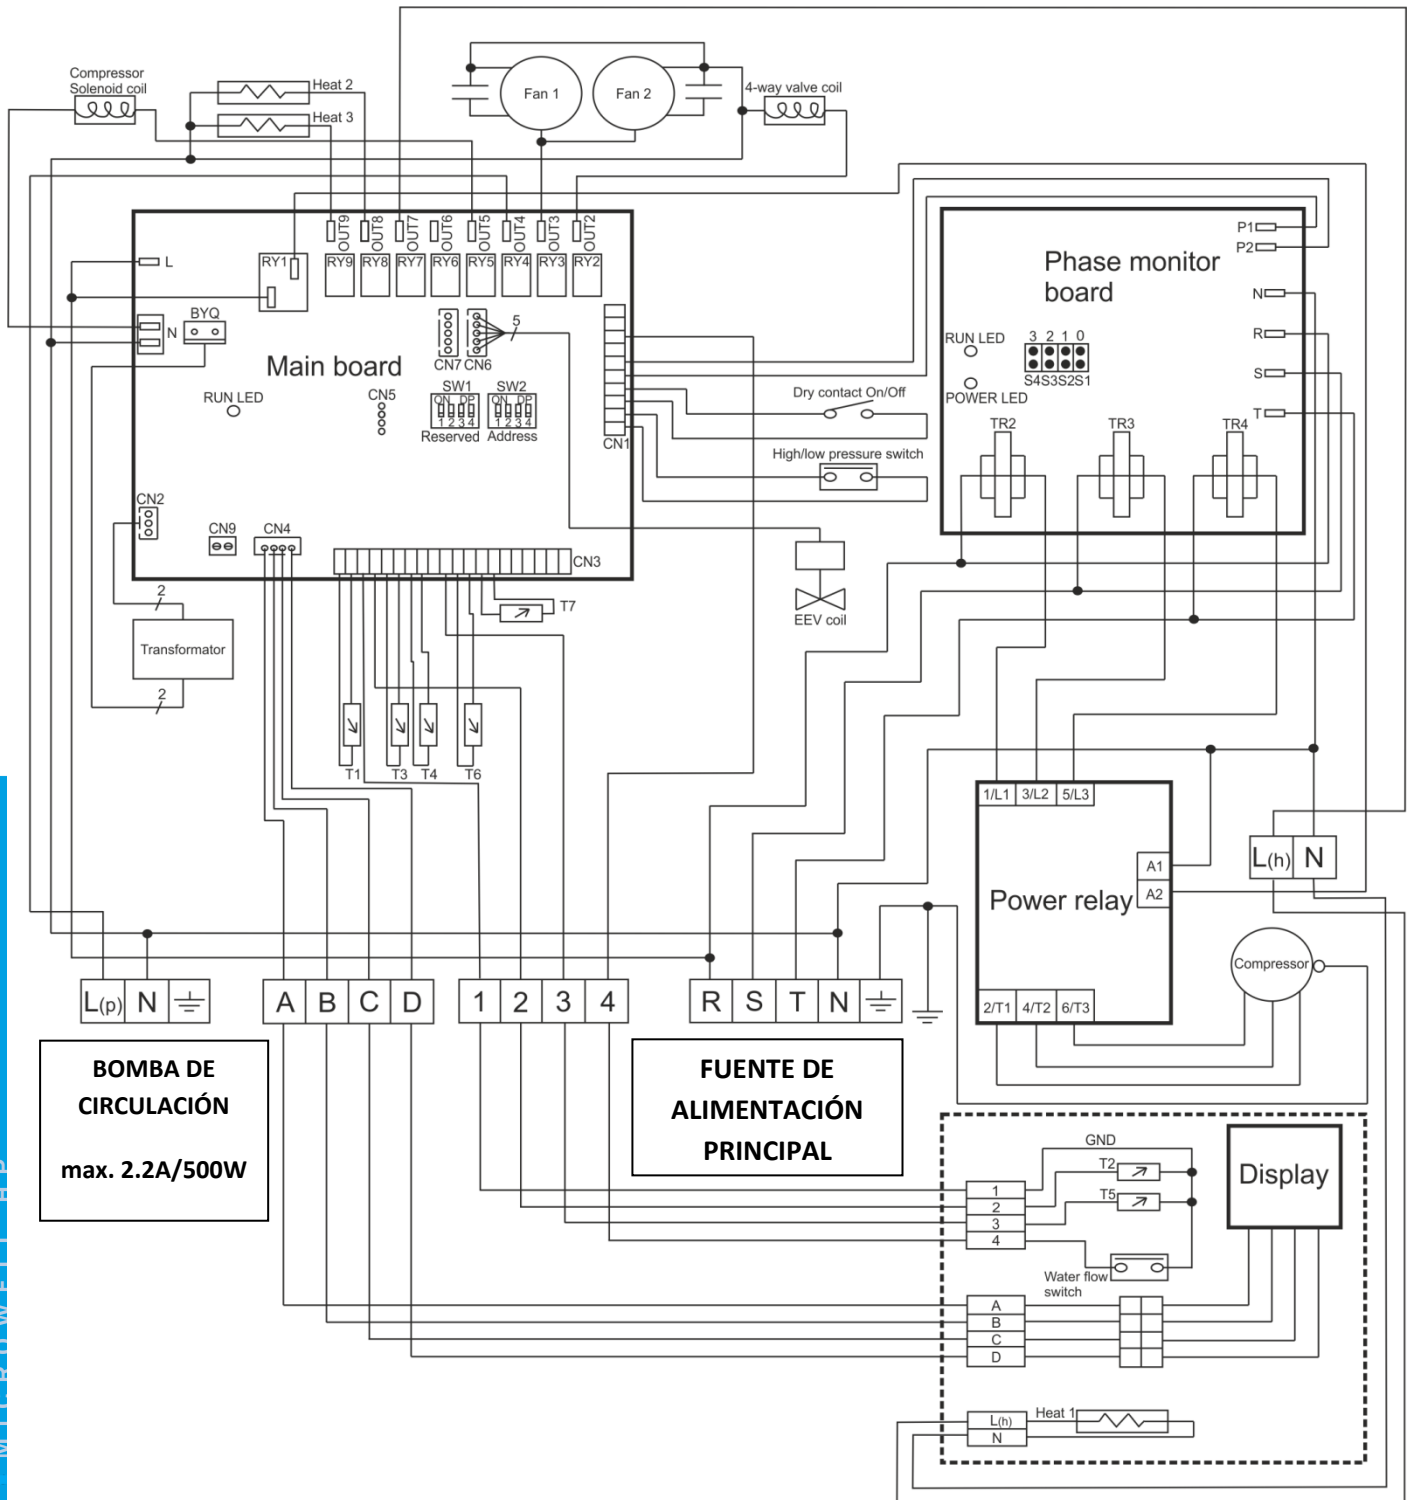 Compressor
Solenoid coil
Heat 2
Heat 3
Fan 1
Fan 2
4-way valve coil
OUT9
OUT8
OUT7
OUT6
OUT5
OUT4
OUT3
OUT2
L
RY1
RY9
RY8
RY7
RY6
RY5
RY4
RY3
RY2
N
BYQ
Main board
RUN LED
CN5
CN7
CN6
5
SW1
ON DP
1 2 3 4
Reserved
SW2
ON DP
1 2 3 4
Address
CN1
CN2
CN9
CN4
CN3
Dry contact On/Off
High/low pressure switch
EEV coil
Phase monitor
board
P1
P2
N
R
S
T
RUN LED
POWER LED
3 2 1 0
S4S3S2S1
TR2
TR3
TR4
2
Transformator
2
T7
T1
T3
T4
T6
1/L1
3/L2
5/L3
A1
A2
Power relay
2/T1
4/T2
6/T3
L(h)
N
Compressor
L(p)
N
A
B
C
D
1
2
3
4
R
S
T
N
BOMBA DE
CIRCULACIÓN
max. 2.2A/500W
FUENTE DE
ALIMENTACIÓN
PRINCIPAL
GND
T2
T5
1
2
3
4
Water flow
switch
Display
A
B
C
D
L(h)
N
Heat 1